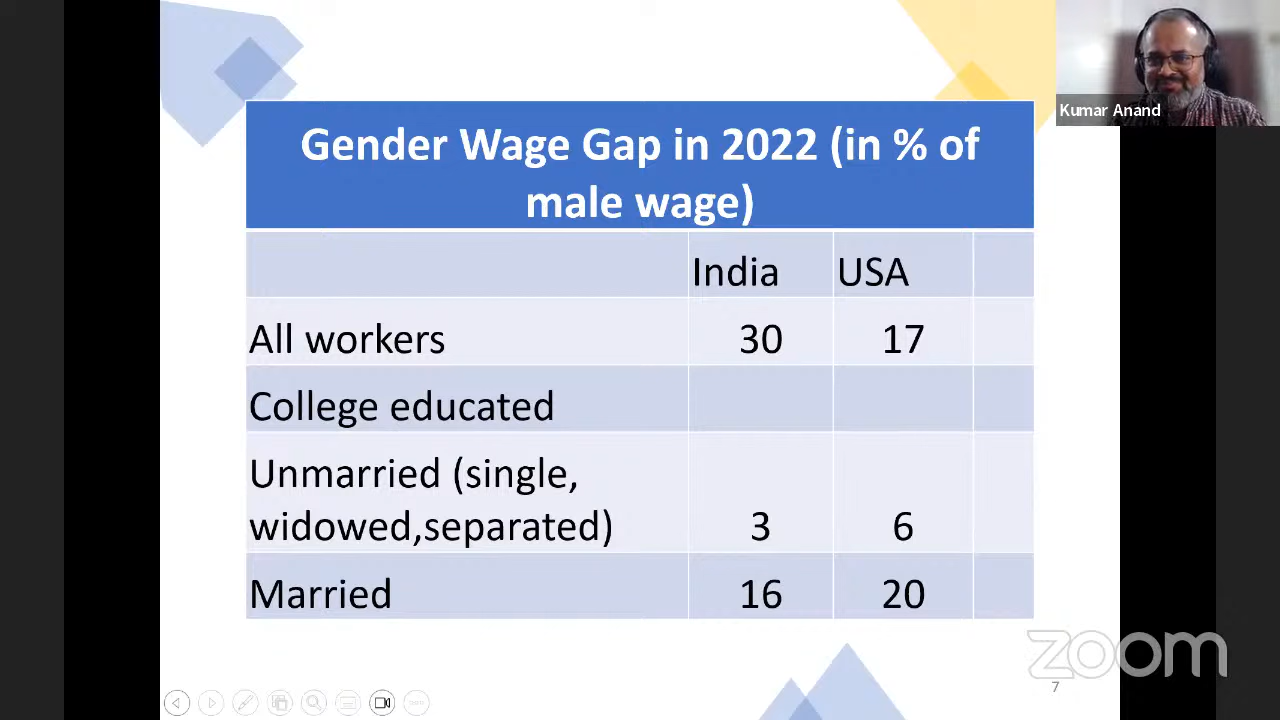 Kumar Anand
Gender Wage Gap in 2022 (in % of
male wage)
India USA
All workers 30 17
College educated
Unmarried (single,
widowed,separated) 3 6
Married 16 20
zoom
7